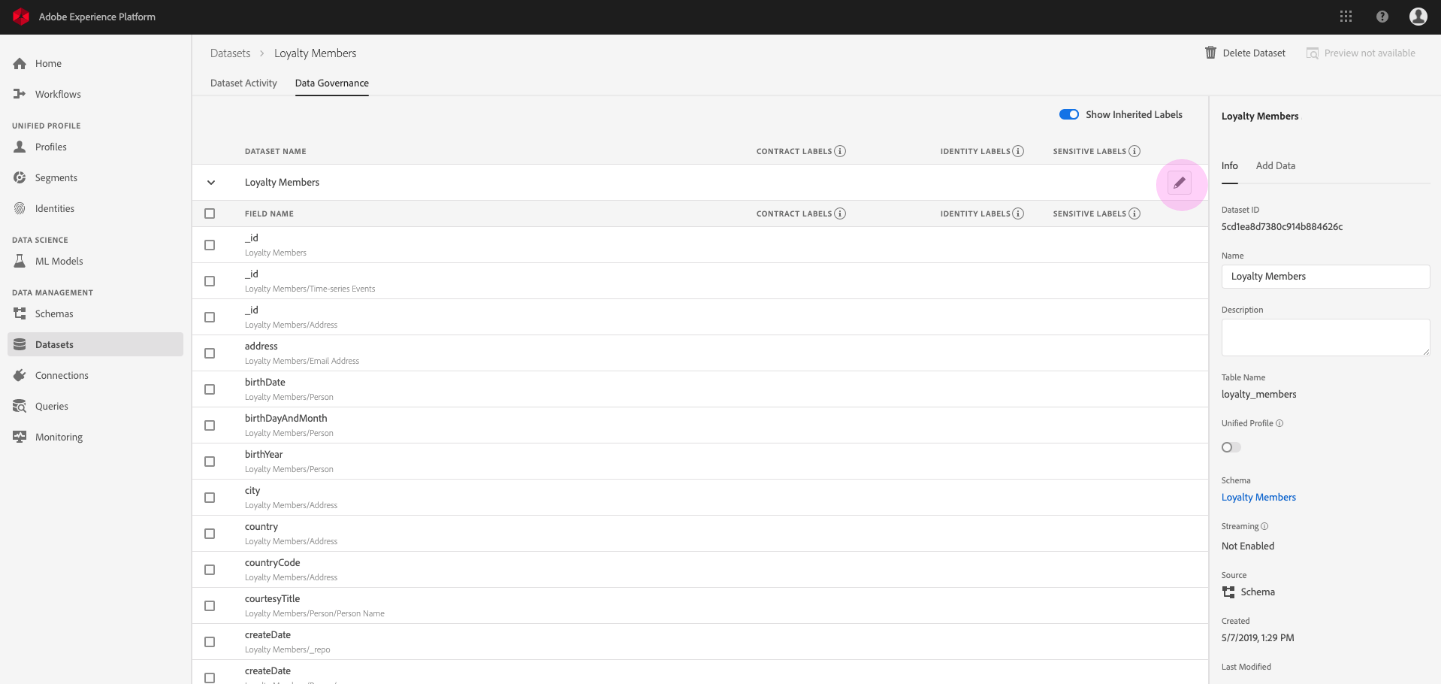 Adobe Experience Platform
Home
Workflows
UNIFIED PROFILE
Profiles
Segments
Identities
DATA SCIENCE
ML Models
DATA MANAGEMENT
Schemas
Datasets
Connections
Queries
Monitoring
Datasets > Loyalty Members
Delete Dataset
Preview not available
Dataset Activity
Data Governance
Show Inherited Labels
DATASET NAME CONTRACT LABELS IDENTITY LABELS SENSITIVE LABELS
Loyalty Members
FIELD NAME CONTRACT LABELS IDENTITY LABELS SENSITIVE LABELS
_id
Loyalty Members
_id
Loyalty Members/Time-series Events
_id
Loyalty Members/Address
address
Loyalty Members/Email Address
birthDate
Loyalty Members/Person
birthDayAndMonth
Loyalty Members/Person
birthYear
Loyalty Members/Person
city
Loyalty Members/Address
country
Loyalty Members/Address
countryCode
Loyalty Members/Address
courtesyTitle
Loyalty Members/Person/Person Name
createDate
Loyalty Members/_repo
createDate
Loyalty Members
Info
Add Data
Dataset ID
5cd1ea8d7380c914b884626c
Name
Loyalty Members
Description
Table Name
loyalty_members
Unified Profile
Schema
Loyalty Members
Streaming
Not Enabled
Source
Schema
Created
5/7/2019, 1:29 PM
Last Modified